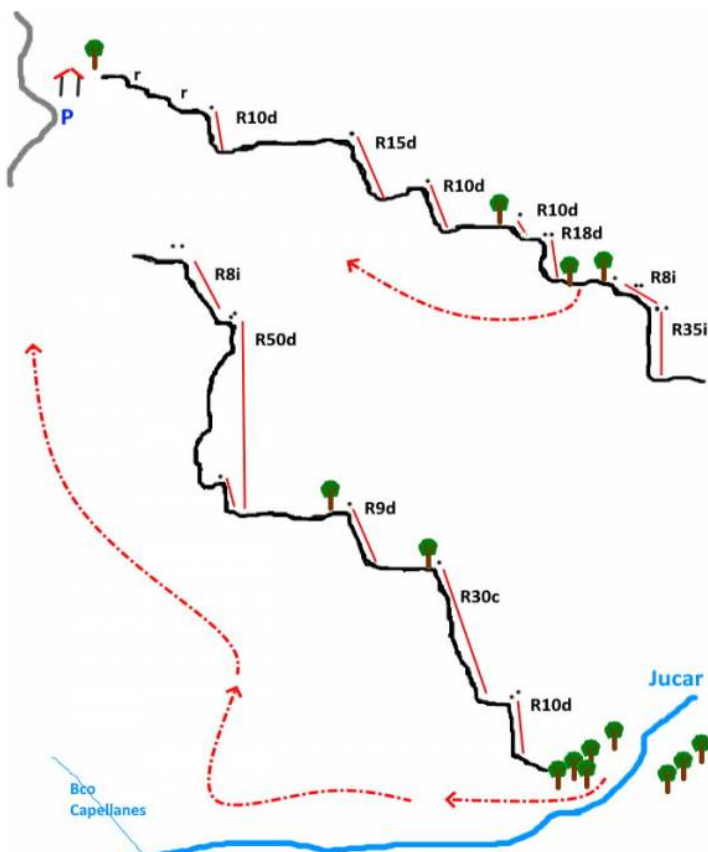 r
r
P
R10d
R15d
R10d
R10d
R18d
R8i
R35i
R8i
R50d
R9d
R30c
R10d
Jucar
Bco
Capellanes